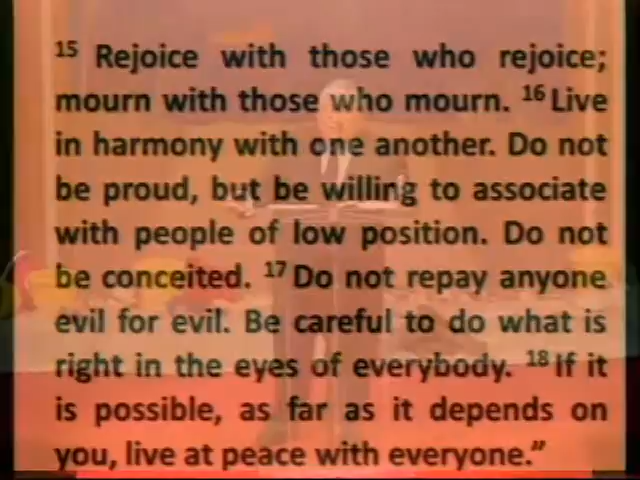 15 Rejoice with those who rejoice;
mourn with those who mourn. 16 Live
in harmony with one another. Do not
be proud, but be willing to associate
with people of low position. Do not
be conceited. 17 Do not repay anyone
evil for evil. Be careful to do what is
right in the eyes of everybody. 18 If it
is possible, as far as it depends on
you, live at peace with everyone.”